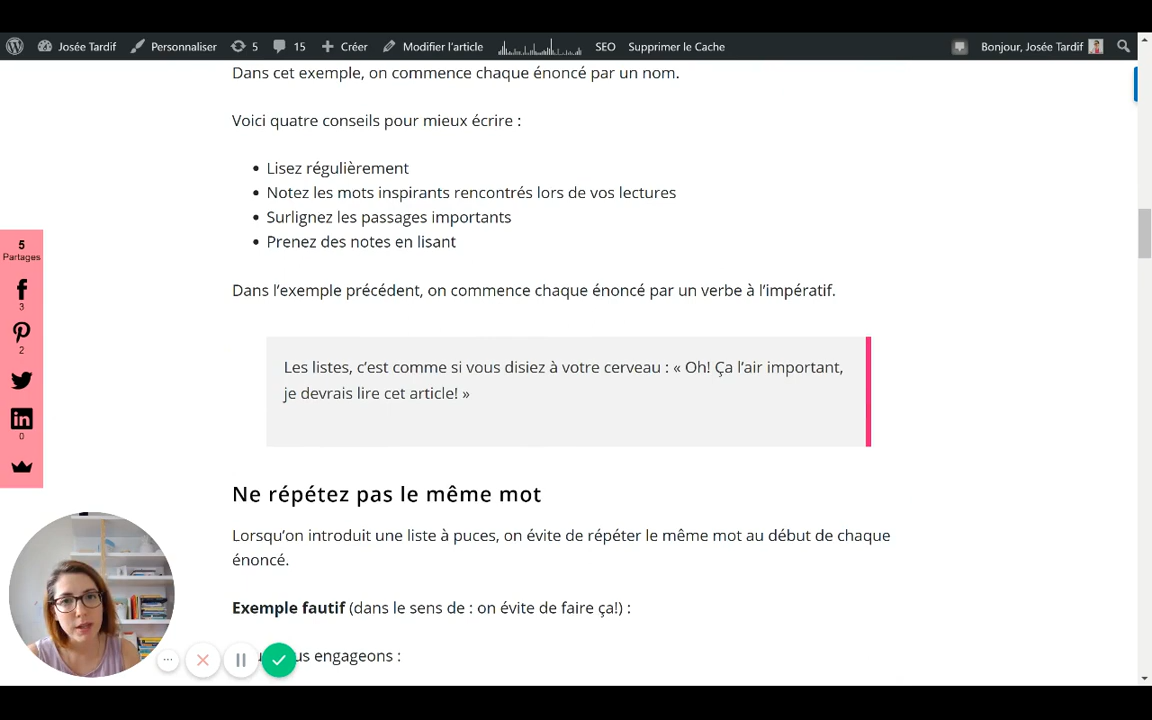 Josée Tardif
Personnaliser
5
15
Créer
Modifier l'article
SEO
Supprimer le Cache
Bonjour, Josée Tardif
Dans cet exemple, on commence chaque énoncé par un nom.
Voici quatre conseils pour mieux écrire :
• Lisez régulièrement
• Notez les mots inspirants rencontrés lors de vos lectures
• Surlignez les passages importants
• Prenez des notes en lisant
Dans l'exemple précédent, on commence chaque énoncé par un verbe à l'impératif.
Les listes, c'est comme si vous disiez à votre cerveau : « Oh! Ça l'air important,
je devrais lire cet article! »
Ne répétez pas le même mot
Lorsqu'on introduit une liste à puces, on évite de répéter le même mot au début de chaque
énoncé.
Exemple fautif (dans le sens de : on évite de faire ça!) :
engageons :
5
Partages
3
2
in
0